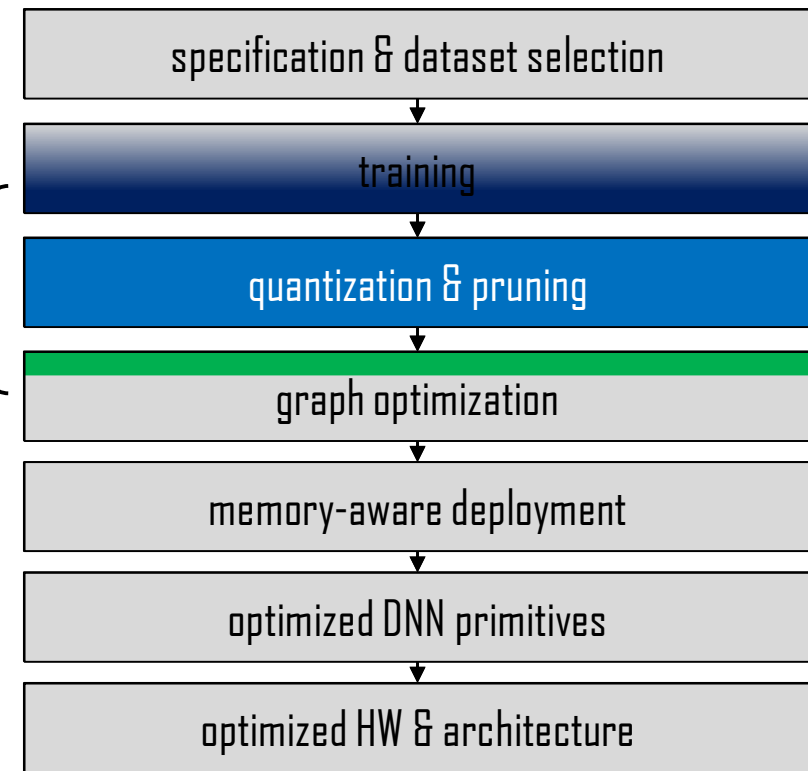 specification & dataset selection
training
quantization & pruning
graph optimization
memory-aware deployment
optimized DNN primitives
optimized HW & architecture